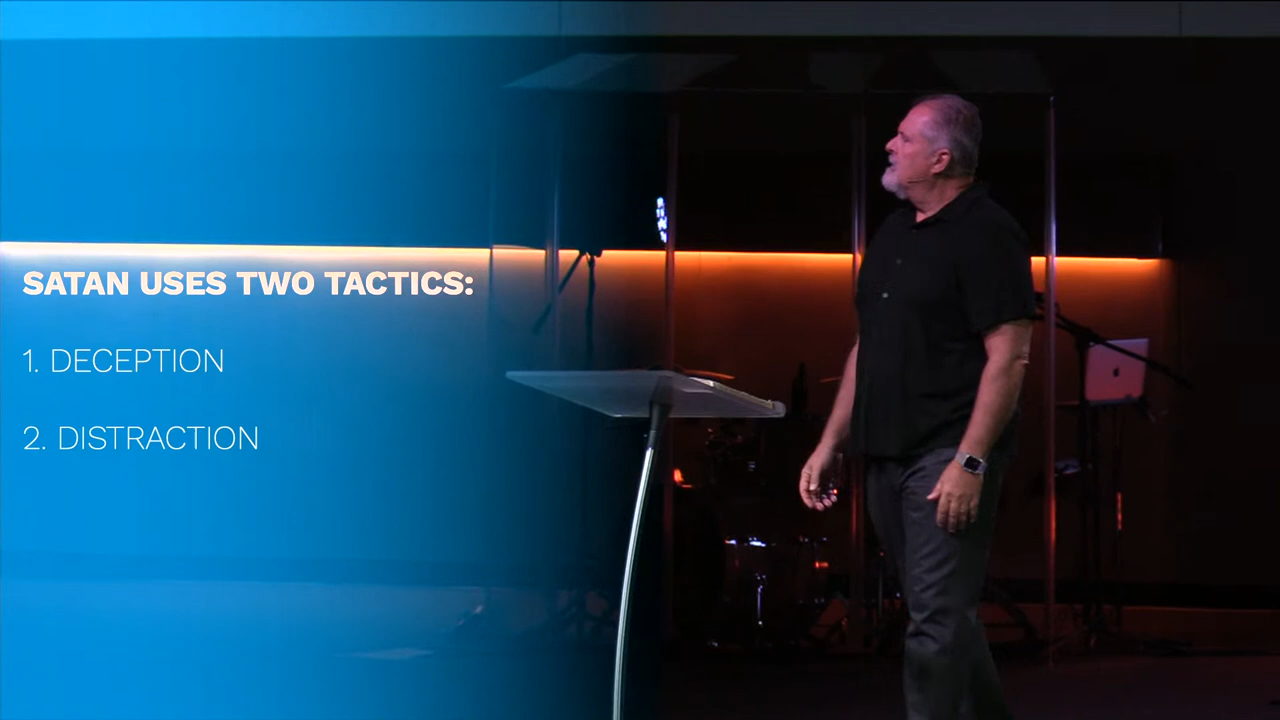 SATAN USES TWO TACTICS:
1. DECEPTION
2. DISTRACTION